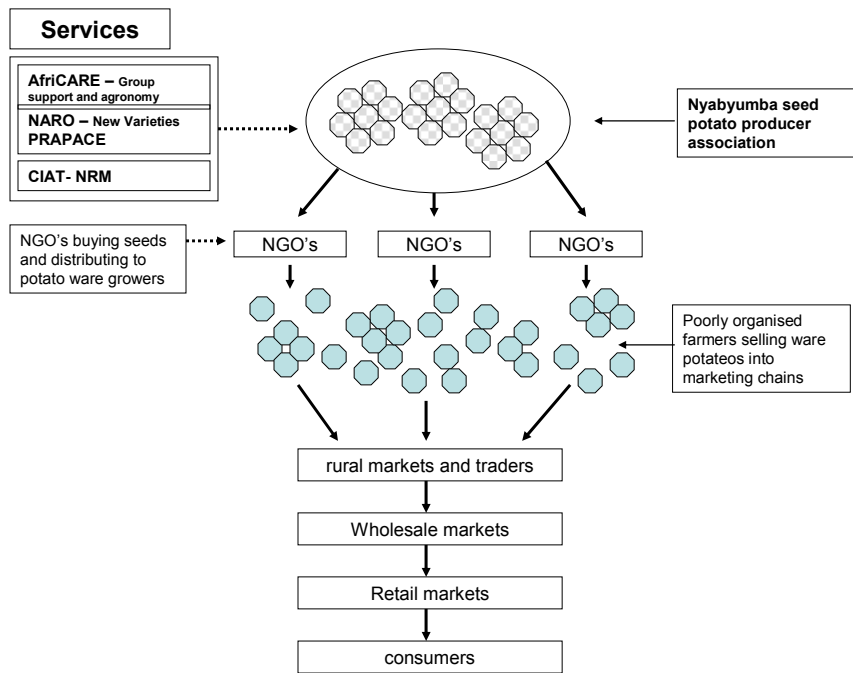 Services
AfriCARE – Group
support and agronomy
NARO – New Varieties
PRAPACE
CIAT- NRM
Nyabyumba seed
potato producer
association
NGO's buying seeds
and distributing to
potato ware growers
NGO's
NGO's
NGO's
Poorly organised
farmers selling ware
potateos into
marketing chains
rural markets and traders
Wholesale markets
Retail markets
consumers